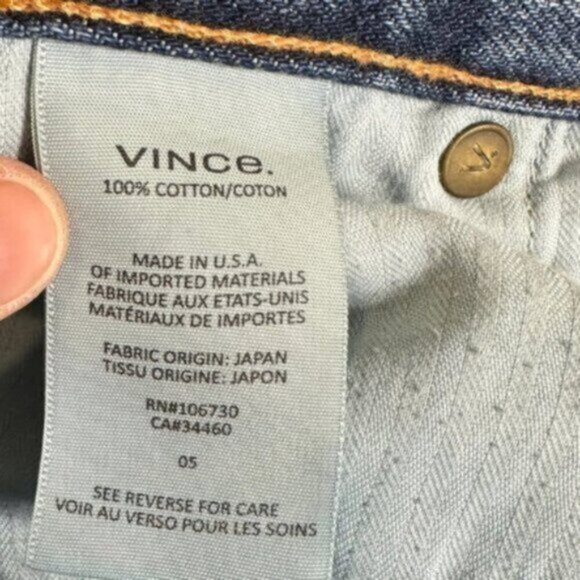 VINCe.
100% COTTON/COTON
MADE IN U.S.A.
OF IMPORTED MATERIALS
FABRIQUE AUX ETATS-UNIS
MATÉRIAUX DE IMPORTES
FABRIC ORIGIN: JAPAN
TISSU ORIGINE: JAPON
RN#106730
CA#34460
05
SEE REVERSE FOR CARE
VOIR AU VERSO POUR LES SOINS